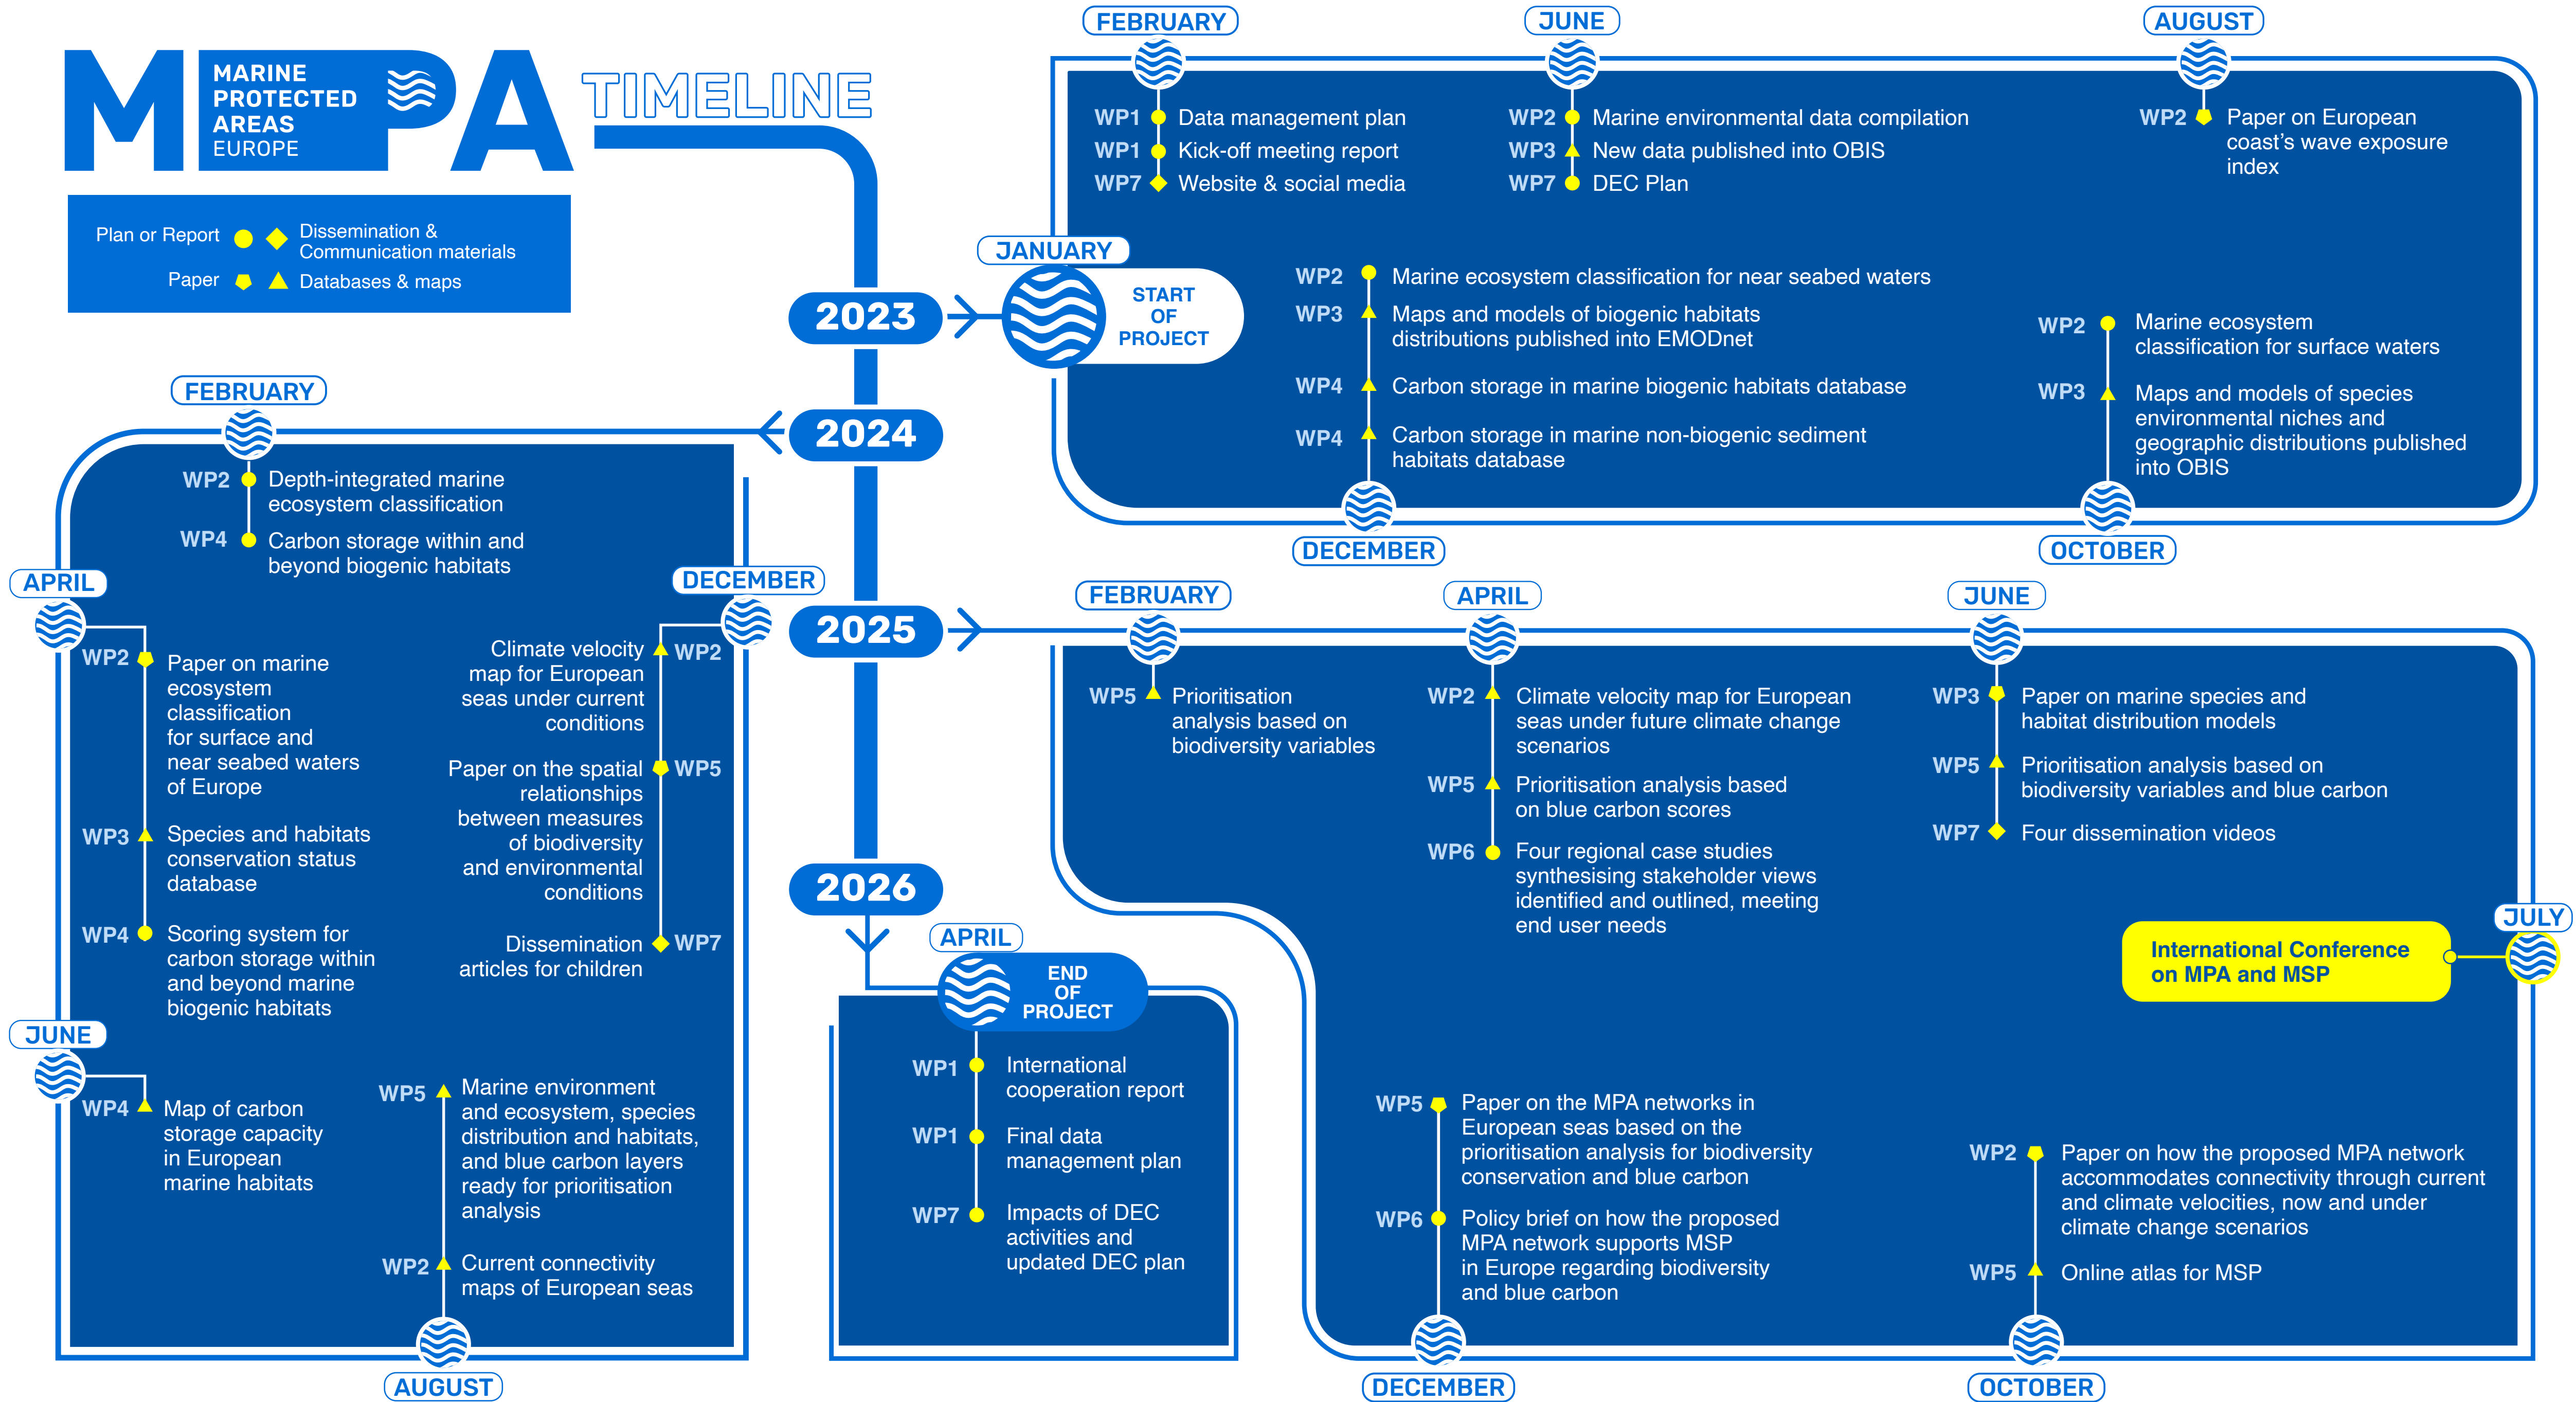 MPA
MARINE
PROTECTED
AREAS
EUROPE
TIMELINE
Plan or Report
Dissemination &
Communication materials
Paper
Databases & maps
2023
JANUARY
START
OF
PROJECT
FEBRUARY
WP1 Data management plan
WP1 Kick-off meeting report
WP7 Website & social media
JUNE
WP2 Marine environmental data compilation
WP3 New data published into OBIS
WP7 DEC Plan
AUGUST
WP2 Paper on European
coast's wave exposure
index
WP2 Marine ecosystem
classification for surface waters
WP3 Maps and models of species
environmental niches and
geographic distributions published
into OBIS
OCTOBER
WP2 Marine ecosystem classification for near seabed waters
WP3 Maps and models of biogenic habitats
distributions published into EMODnet
WP4 Carbon storage in marine biogenic habitats database
WP4 Carbon storage in marine non-biogenic sediment
habitats database
DECEMBER
2024
FEBRUARY
WP2 Depth-integrated marine
ecosystem classification
WP4 Carbon storage within and
beyond biogenic habitats
APRIL
WP2 Paper on marine
ecosystem
classification
for surface and
near seabed waters
of Europe
WP3 Species and habitats
conservation status
database
WP4 Scoring system for
carbon storage within
and beyond marine
biogenic habitats
JUNE
WP4 Map of carbon
storage capacity
in European
marine habitats
WP5 Marine environment
and ecosystem, species
distribution and habitats,
and blue carbon layers
ready for prioritisation
analysis
WP2 Current connectivity
maps of European seas
AUGUST
DECEMBER
Climate velocity WP2
map for European
seas under current
conditions
Paper on the spatial WP5
relationships
between measures
of biodiversity
and environmental
conditions
Dissemination WP7
articles for children
2025
FEBRUARY
WP5 Prioritisation
analysis based on
biodiversity variables
APRIL
WP2 Climate velocity map for European
seas under future climate change
scenarios
WP5 Prioritisation analysis based
on blue carbon scores
WP6 Four regional case studies
synthesising stakeholder views
identified and outlined, meeting
end user needs
JUNE
WP3 Paper on marine species and
habitat distribution models
WP5 Prioritisation analysis based on
biodiversity variables and blue carbon
WP7 Four dissemination videos
JULY
International Conference
on MPA and MSP
WP2 Paper on how the proposed MPA network
accommodates connectivity through current
and climate velocities, now and under
climate change scenarios
WP5 Online atlas for MSP
OCTOBER
WP5 Paper on the MPA networks in
European seas based on the
prioritisation analysis for biodiversity
conservation and blue carbon
WP6 Policy brief on how the proposed
MPA network supports MSP
in Europe regarding biodiversity
and blue carbon
DECEMBER
2026
APRIL
END
OF
PROJECT
WP1 International
cooperation report
WP1 Final data
management plan
WP7 Impacts of DEC
activities and
updated DEC plan